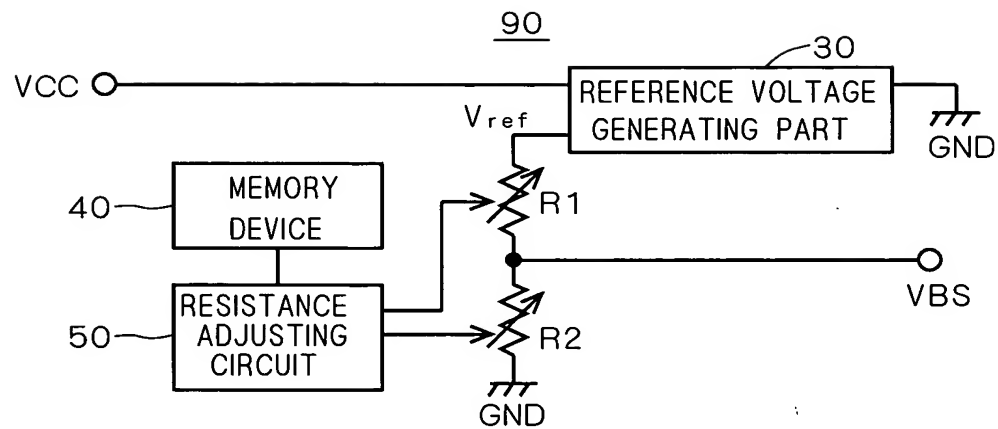 90
30
VCC
REFERENCE VOLTAGE
GENERATING PART
GND
Vref
40
MEMORY
DEVICE
R1
VBS
50
RESISTANCE
ADJUSTING
CIRCUIT
R2
GND